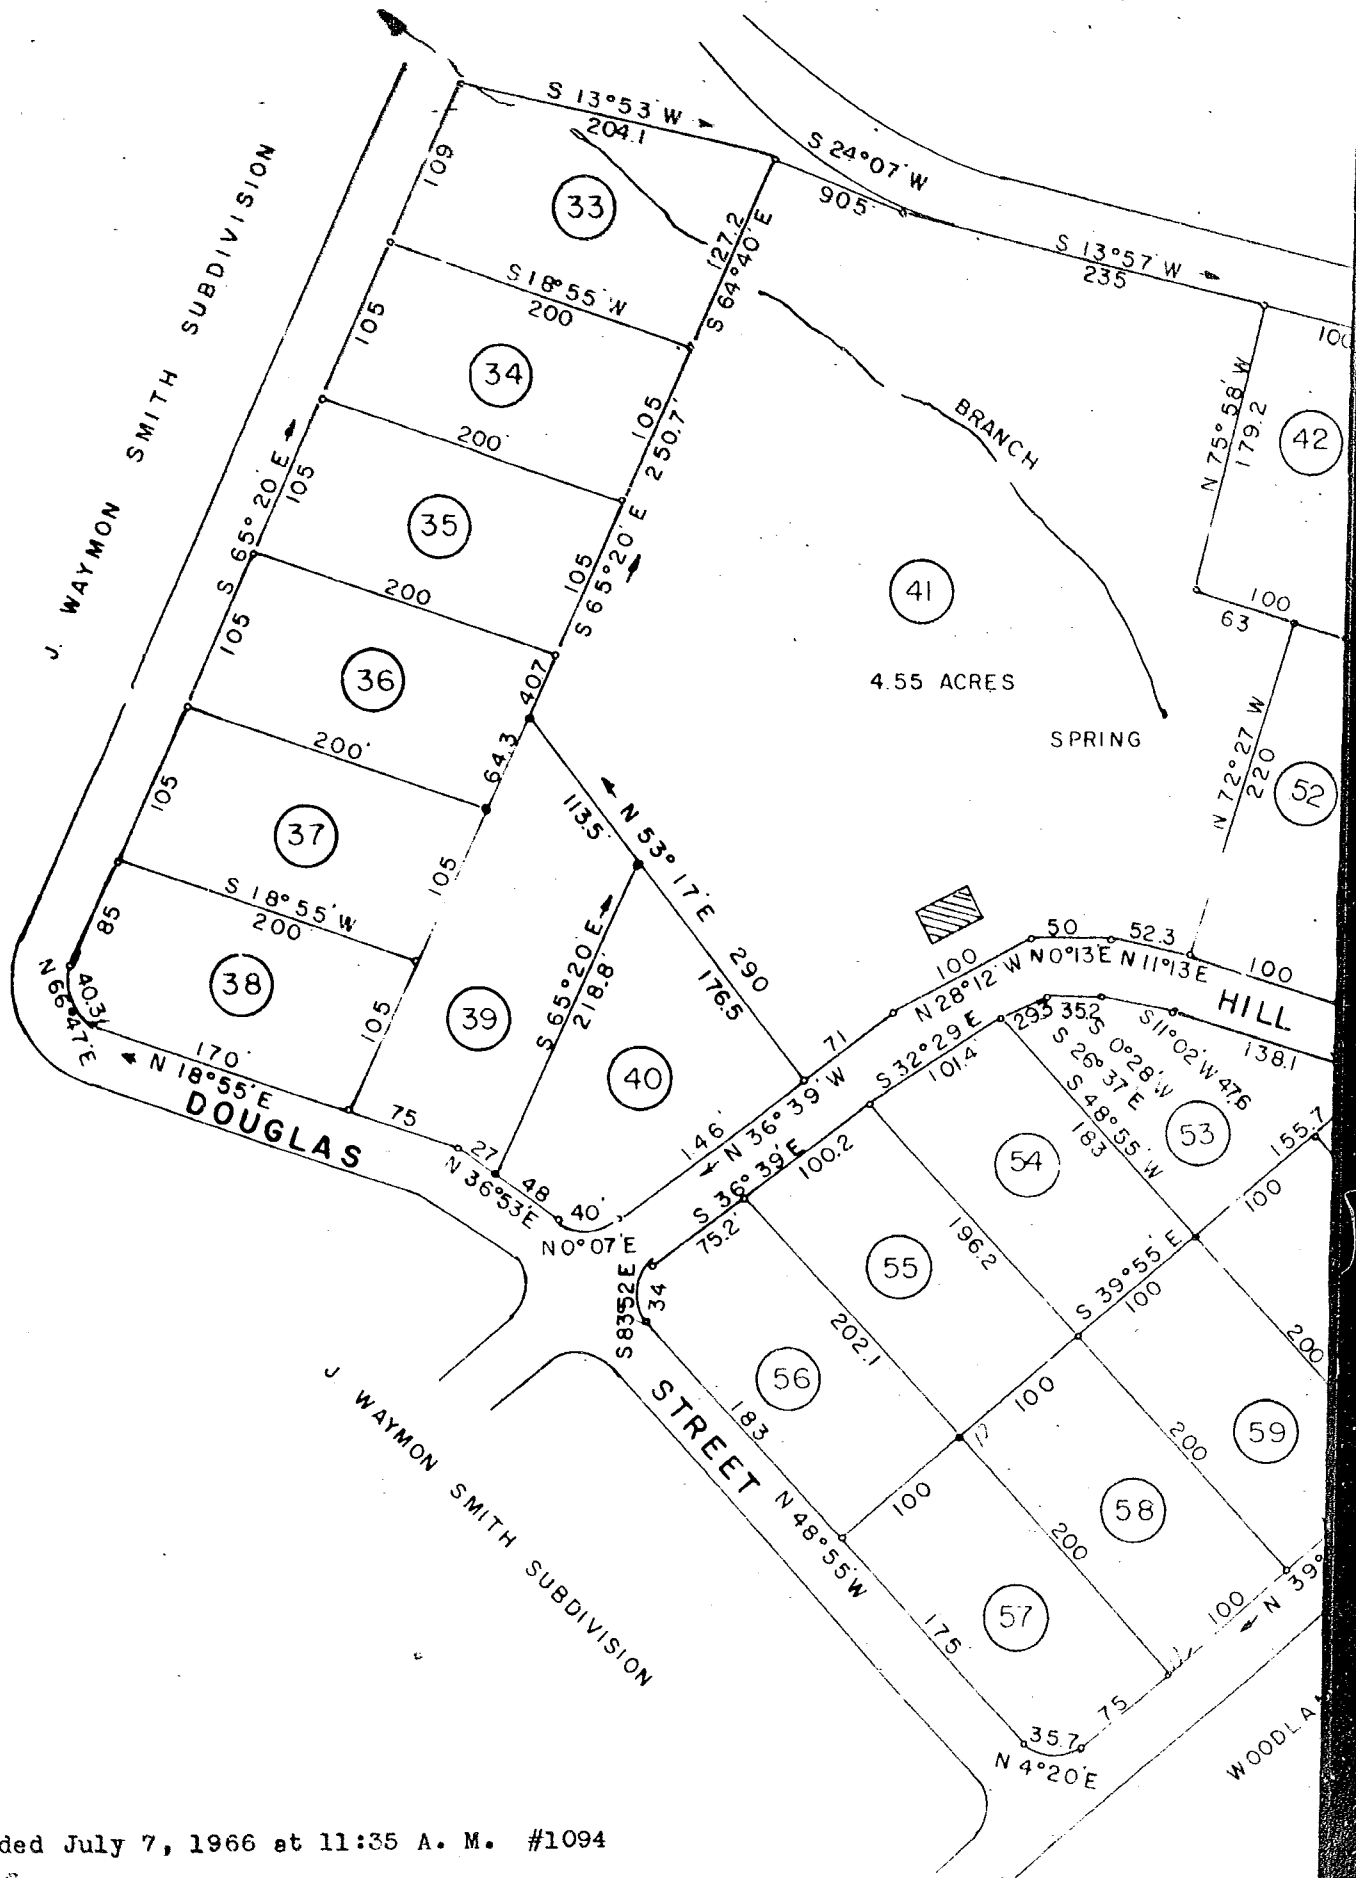 S 13°53' W
204.1
S 24°07' W
905
S 13°57' W
235
109
33
127.2
S 64°40' E
S 18°55' W
200
105
34
105
250.7'
200'
BRANCH
N 75°58' W
179.2
42
J. WAYMON SMITH SUBDIVISION
S 65°20' E
105
35
105
S 65°20' E
200
41
100
63
105
36
407
4.55 ACRES
SPRING
200'
64.3
N 72°27' W
220
52
105
37
105
113.5'
N 53°17' E
290
176.5
S 18°55' W
200
85
38
40.31
N 66°47' E
105
39
S 65°20' E
218.8'
40
100
N 28°12' W
50
N 0°13' E
52.3
N 11°13' E
100
HILL
71
N 36°39' W
146'
S 32°29' E
101.4'
29.3
35.2
S 11°02' W 47.6
S 0°28' W
S 26°37' E
138.1
S 48°55' W
183
53
155.7
170'
N 18°55' E
DOUGLAS
75
27
N 36°53' E
48
40'
N 0°07' E
S 36°39' E
100.2
75.2'
54
100
S 83°52' E
34
55
196.2
S 39°55' E
100
202.1
56
100
200
183
STREET
59
200
J WAYMON SMITH SUBDIVISION
N 48°55' W
100
58
200
57
175
100
N 39°
75
35.7
N 4°20' E
WOODLA
ded July 7, 1966 at 11:35 A. M. #1094